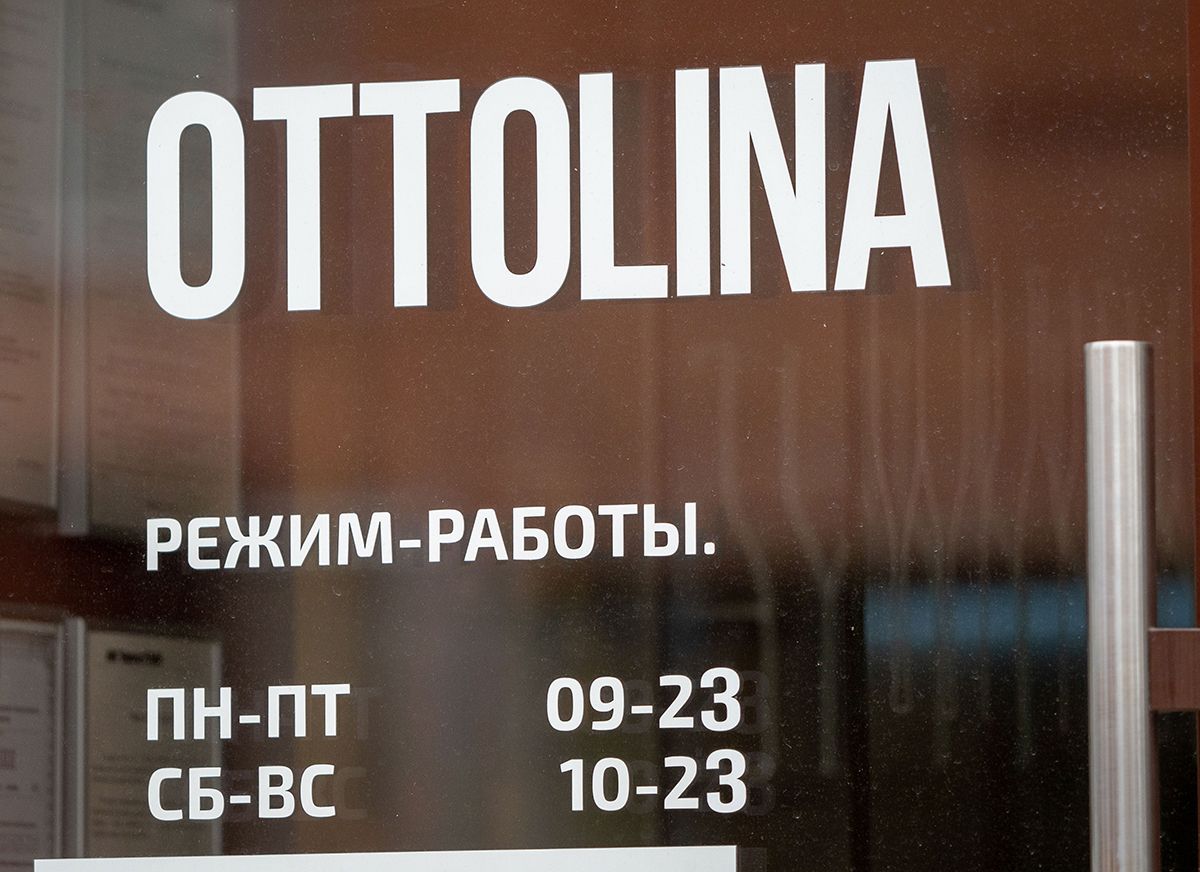 OTTOLINA
РЕЖИМ-РАБОТЫ.
ПН-ПТ 09-23
СБ-ВС 10-23